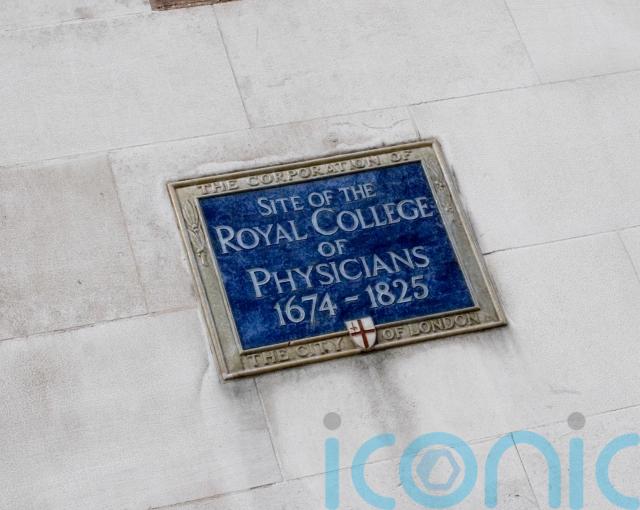 THE CORPORATION OF
SITE OF THE
ROYAL COLLEGE
OF
PHYSICIANS
1674-1825
THE CITY OF LONDON
iconic